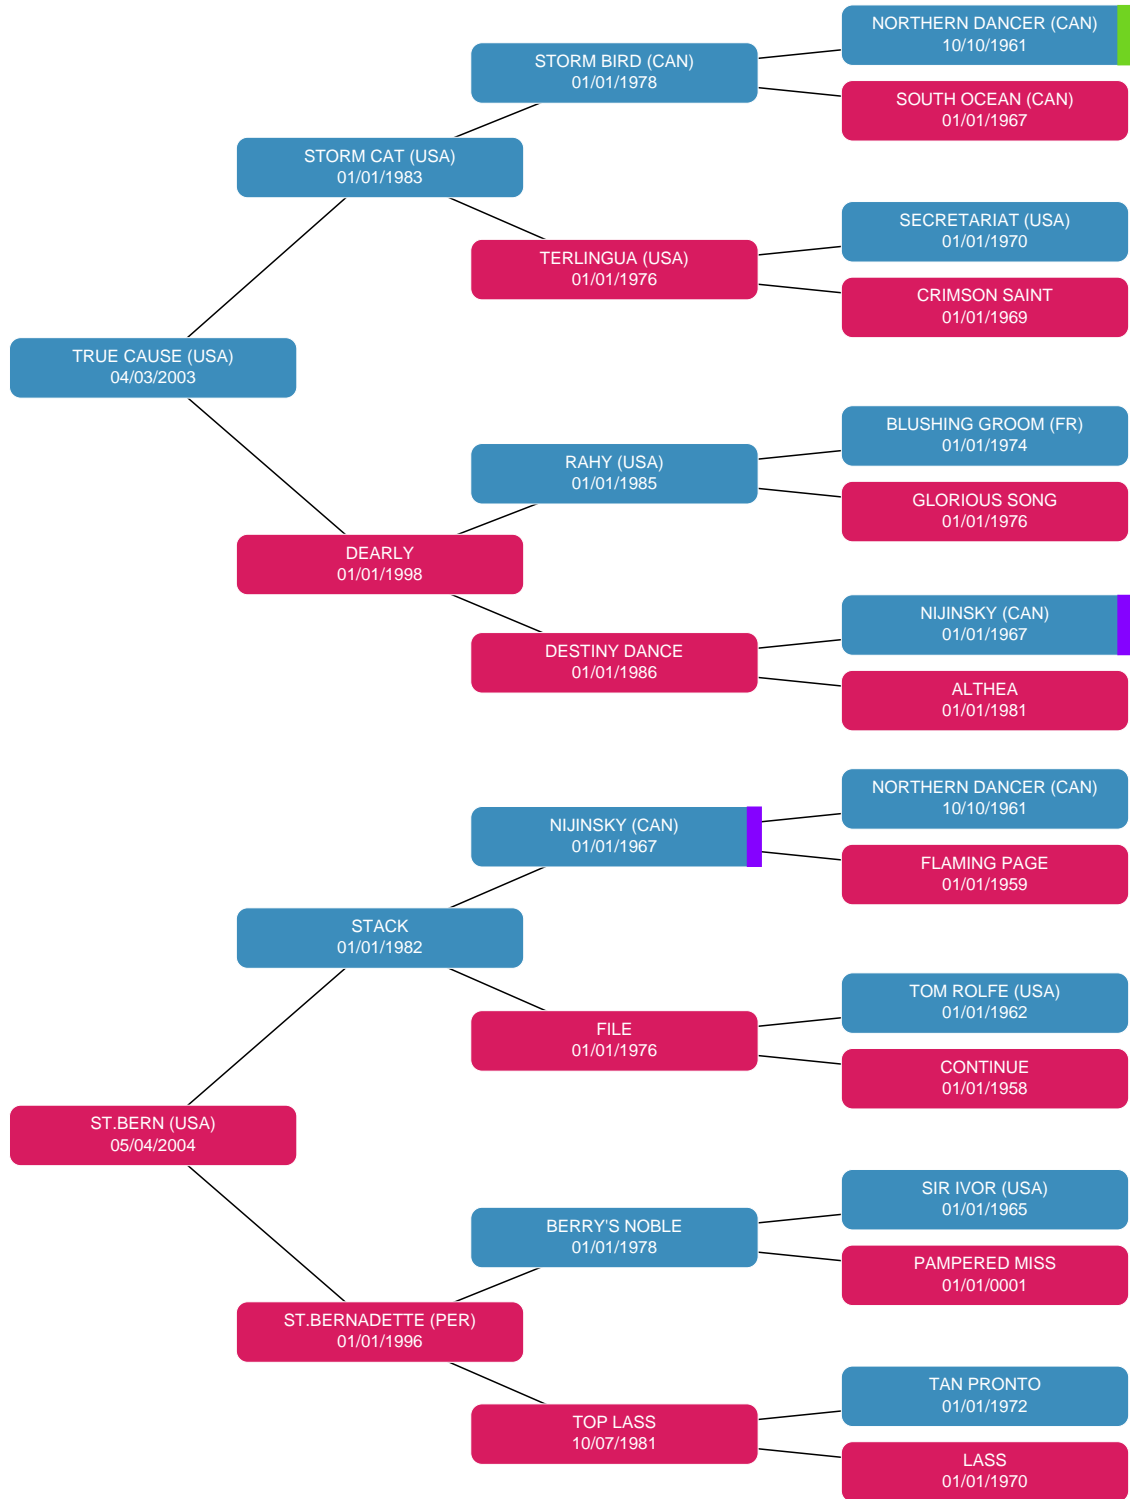 NORTHERN DANCER (CAN)
10/10/1961
STORM BIRD (CAN)
01/01/1978
SOUTH OCEAN (CAN)
01/01/1967
STORM CAT (USA)
01/01/1983
SECRETARIAT (USA)
01/01/1970
TERLINGUA (USA)
01/01/1976
CRIMSON SAINT
01/01/1969
TRUE CAUSE (USA)
04/03/2003
BLUSHING GROOM (FR)
01/01/1974
RAHY (USA)
01/01/1985
GLORIOUS SONG
01/01/1976
DEARLY
01/01/1998
NIJINSKY (CAN)
01/01/1967
DESTINY DANCE
01/01/1986
ALTHEA
01/01/1981
NORTHERN DANCER (CAN)
10/10/1961
NIJINSKY (CAN)
01/01/1967
FLAMING PAGE
01/01/1959
STACK
01/01/1982
TOM ROLFE (USA)
01/01/1962
FILE
01/01/1976
CONTINUE
01/01/1958
ST.BERN (USA)
05/04/2004
SIR IVOR (USA)
01/01/1965
BERRY'S NOBLE
01/01/1978
PAMPERED MISS
01/01/0001
ST.BERNADETTE (PER)
01/01/1996
TAN PRONTO
01/01/1972
TOP LASS
10/07/1981
LASS
01/01/1970